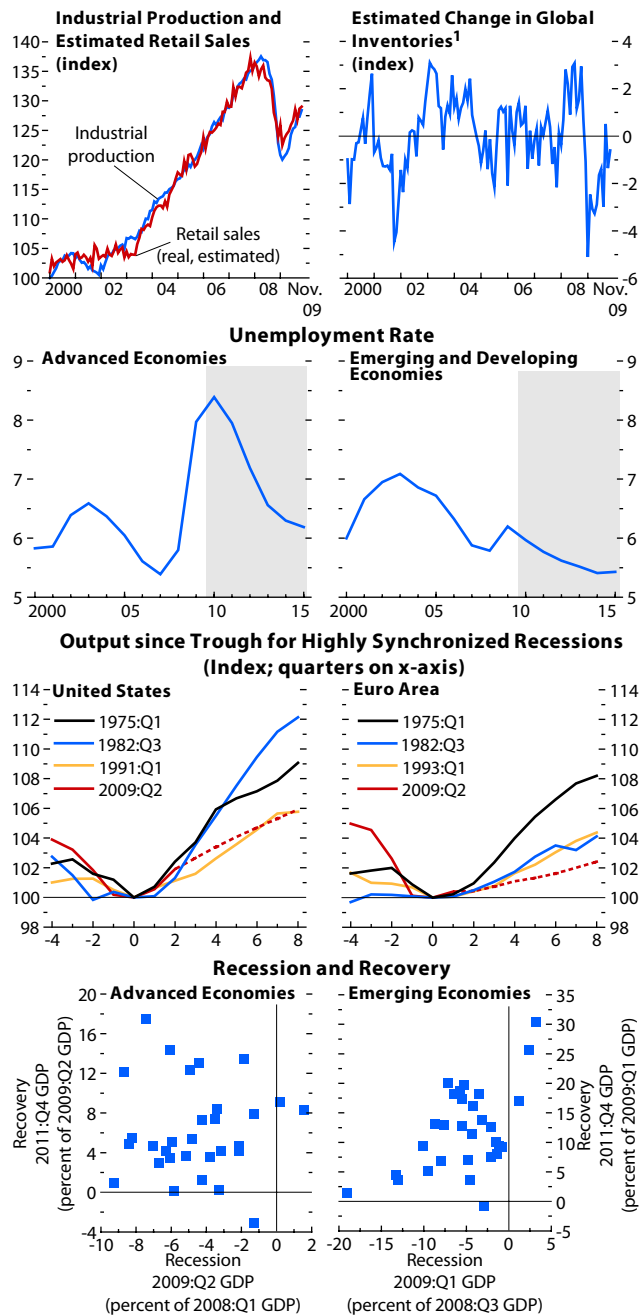 Industrial Production and
Estimated Retail Sales
(index)
140
135
130
125
120
115
110
105
100
Industrial
production
Retail sales
(real, estimated)
2000 02 04 06 08 Nov.
09
Estimated Change in Global
Inventories1
(index)
4
2
0
-2
-4
-6
2000 02 04 06 08 Nov.
09
Unemployment Rate
Advanced Economies
9
8
7
6
5
2000 05 10 15
Emerging and Developing
Economies
9
8
7
6
5
2000 05 10 15
Output since Trough for Highly Synchronized Recessions
(Index; quarters on x-axis)
United States
114
112
110
108
106
104
102
100
98
1975:Q1
1982:Q3
1991:Q1
2009:Q2
-4 -2 0 2 4 6 8
Euro Area
114
112
110
108
106
104
102
100
98
1975:Q1
1982:Q3
1993:Q1
2009:Q2
-4 -2 0 2 4 6 8
Recession and Recovery
Advanced Economies
20
16
12
8
4
0
-4
Recovery
2011:Q4 GDP
(percent of 2009:Q2 GDP)
-10 -8 -6 -4 -2 0 2
Recession
2009:Q2 GDP
(percent of 2008:Q1 GDP)
Emerging Economies
35
30
25
20
15
10
5
0
-5
Recovery
2011:Q4 GDP
(percent of 2009:Q1 GDP)
-20 -15 -10 -5 0 5
Recession
2009:Q1 GDP
(percent of 2008:Q3 GDP)